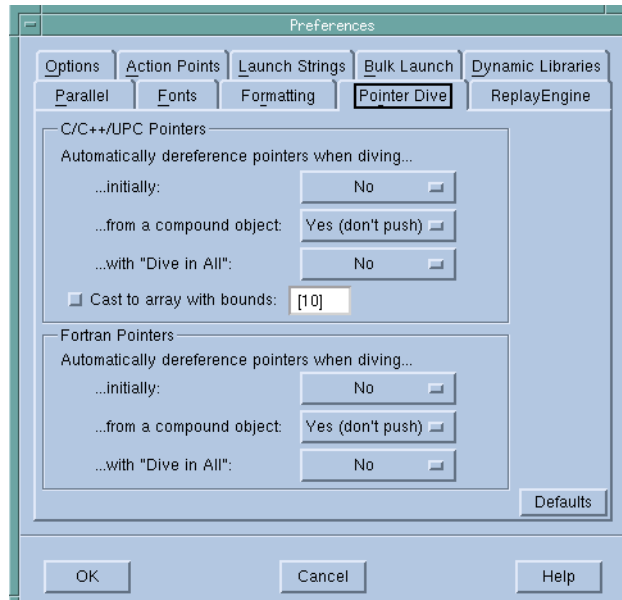 Preferences
Options Action Points Launch Strings Bulk Launch Dynamic Libraries
Parallel Fonts Formatting Pointer Dive ReplayEngine
C/C++/UPC Pointers
Automatically dereference pointers when diving...
...initially: No
...from a compound object: Yes (don't push)
...with "Dive in All": No
Cast to array with bounds: [10]
Fortran Pointers
Automatically dereference pointers when diving...
...initially: No
...from a compound object: Yes (don't push)
...with "Dive in All": No
Defaults
OK Cancel Help